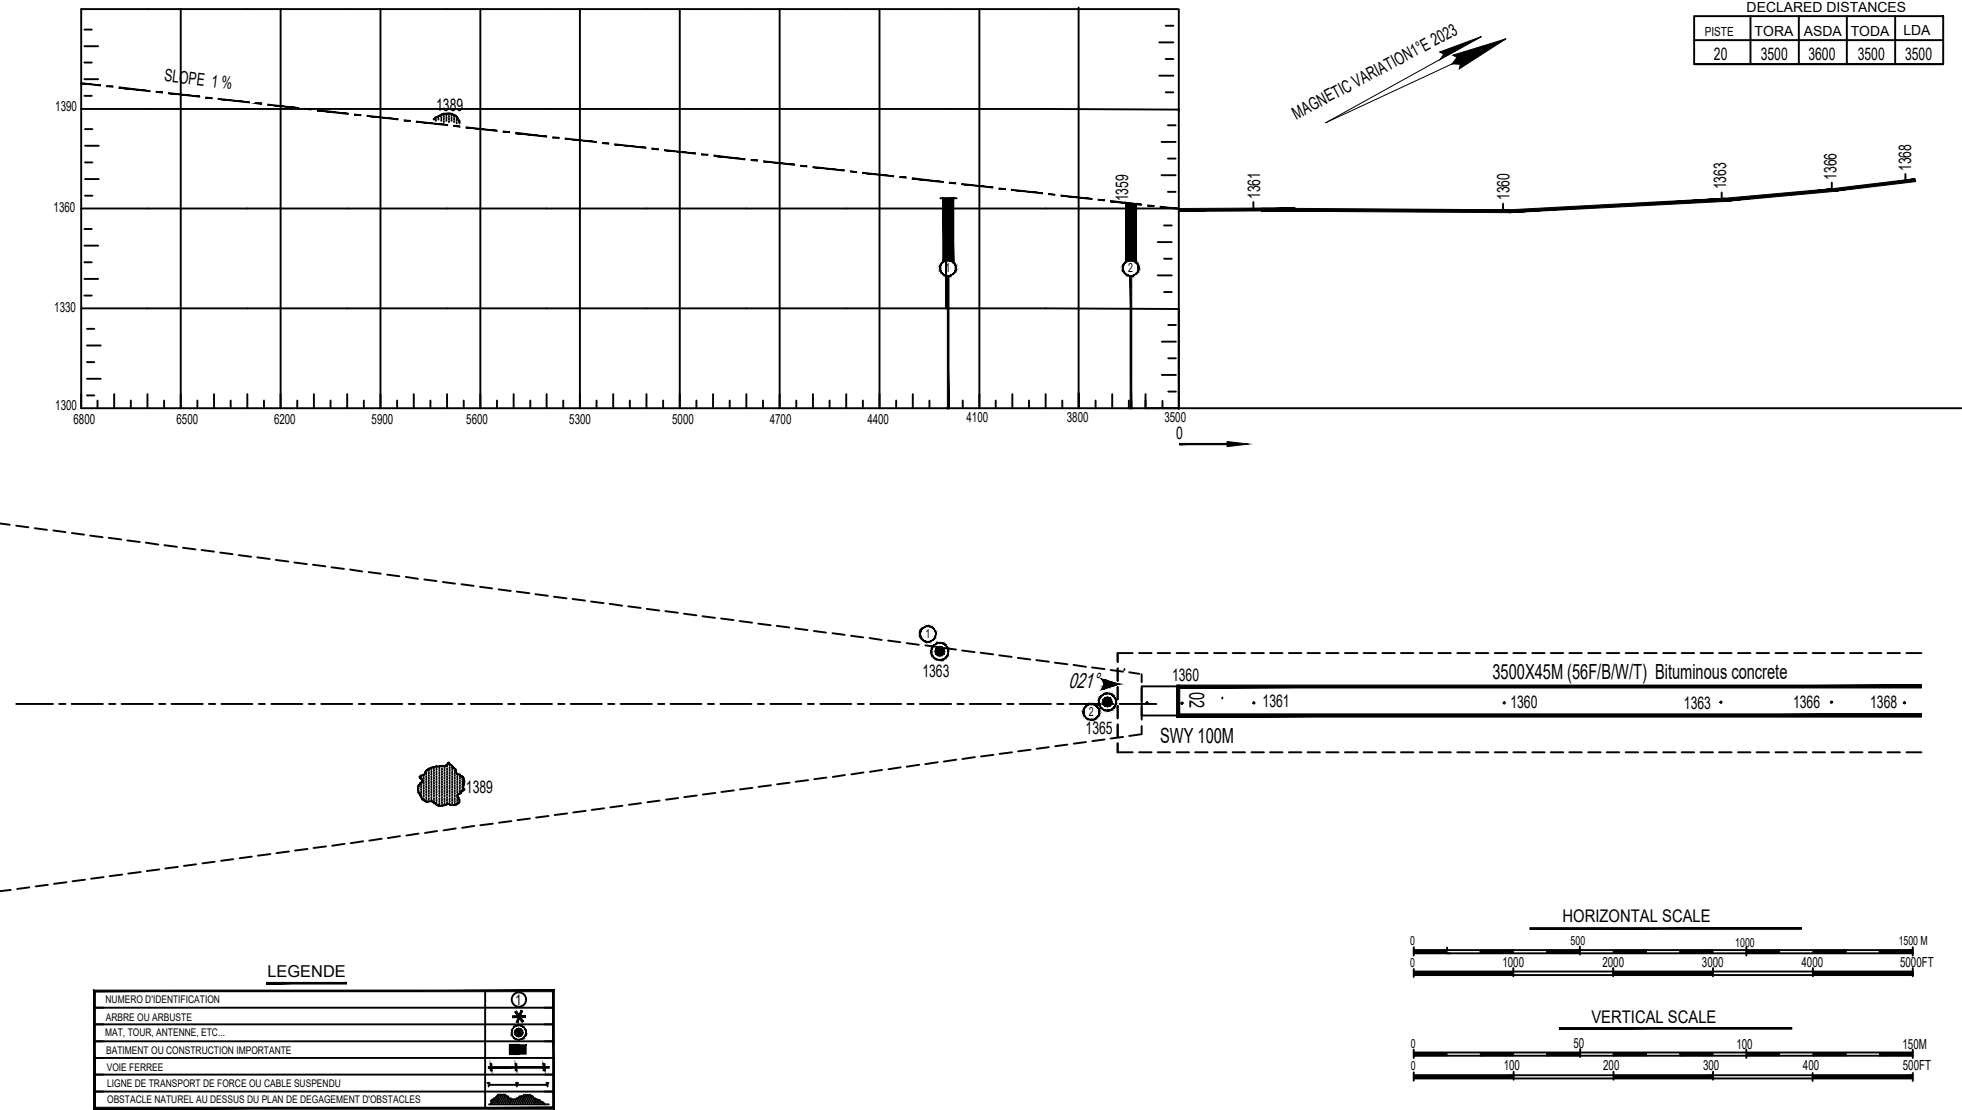 DECLARED DISTANCES
PISTE TORA ASDA TODA LDA
20 3500 3600 3500 3500
MAGNETIC VARIATION1°E 2023
SLOPE 1 %
1389
1390
1360
1330
1300
1359
1361
1360
1363
1366
1368
1
2
6800 6500 6200 5900 5600 5300 5000 4700 4400 4100 3800 3500
0
1
1363
021°
2
1365
1360
3500X45M (56F/B/W/T) Bituminous concrete
02
1361
1360
1363
1366
1368
SWY 100M
1389
HORIZONTAL SCALE
0 500 1000 1500 M
0 1000 2000 3000 4000 5000FT
VERTICAL SCALE
0 50 100 150M
0 100 200 300 400 500FT
LEGENDE
NUMERO D'IDENTIFICATION 1
ARBRE OU ARBUSTE
MAT, TOUR, ANTENNE, ETC...
BATIMENT OU CONSTRUCTION IMPORTANTE
VOIE FERREE
LIGNE DE TRANSPORT DE FORCE OU CABLE SUSPENDU
OBSTACLE NATUREL AU DESSUS DU PLAN DE DEGAGEMENT D'OBSTACLES